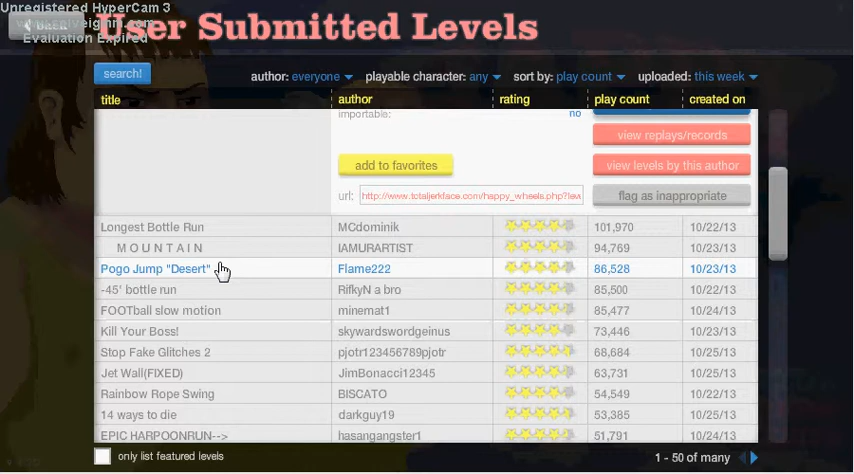 Unregistered HyperCam 3
Evaluation Expired
back
User Submitted Levels
search!
author: everyone playable character: any sort by: play count uploaded: this week
title author rating play count created on
importable: no
view replays/records
add to favorites
view levels by this author
url: http://www.totaljerkface.com/happy_wheels.php?lev
flag as inappropriate
Longest Bottle Run MCdominik 101,970 10/22/13
M O U N T A I N IAMURARTIST 94,769 10/23/13
Pogo Jump "Desert" Flame222 86,528 10/23/13
-45' bottle run RifkyN a bro 85,500 10/22/13
FOOTball slow motion minemat1 85,477 10/24/13
Kill Your Boss! skywardswordgeinus 73,446 10/23/13
Stop Fake Glitches 2 pjotr123456789pjotr 68,684 10/25/13
Jet Wall(FIXED) JimBonacci12345 63,731 10/25/13
Rainbow Rope Swing BISCATO 54,549 10/22/13
14 ways to die darkguy19 53,385 10/25/13
EPIC HARPOONRUN--> hasangangster1 51,791 10/24/13
only list featured levels 1 - 50 of many